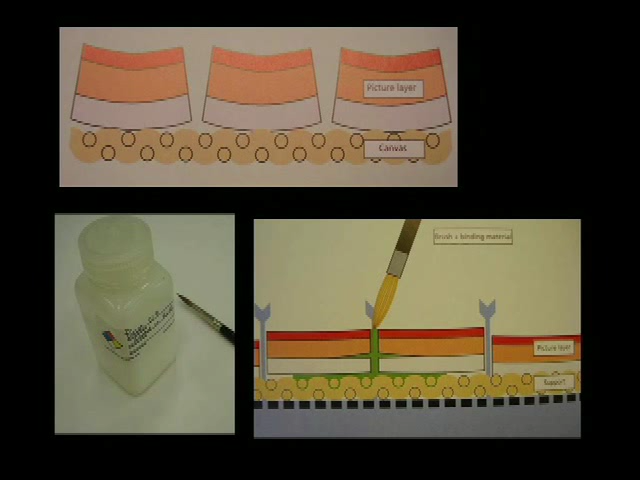 Picture layer
Canvas
Brush + binding material
Picture layer
Support